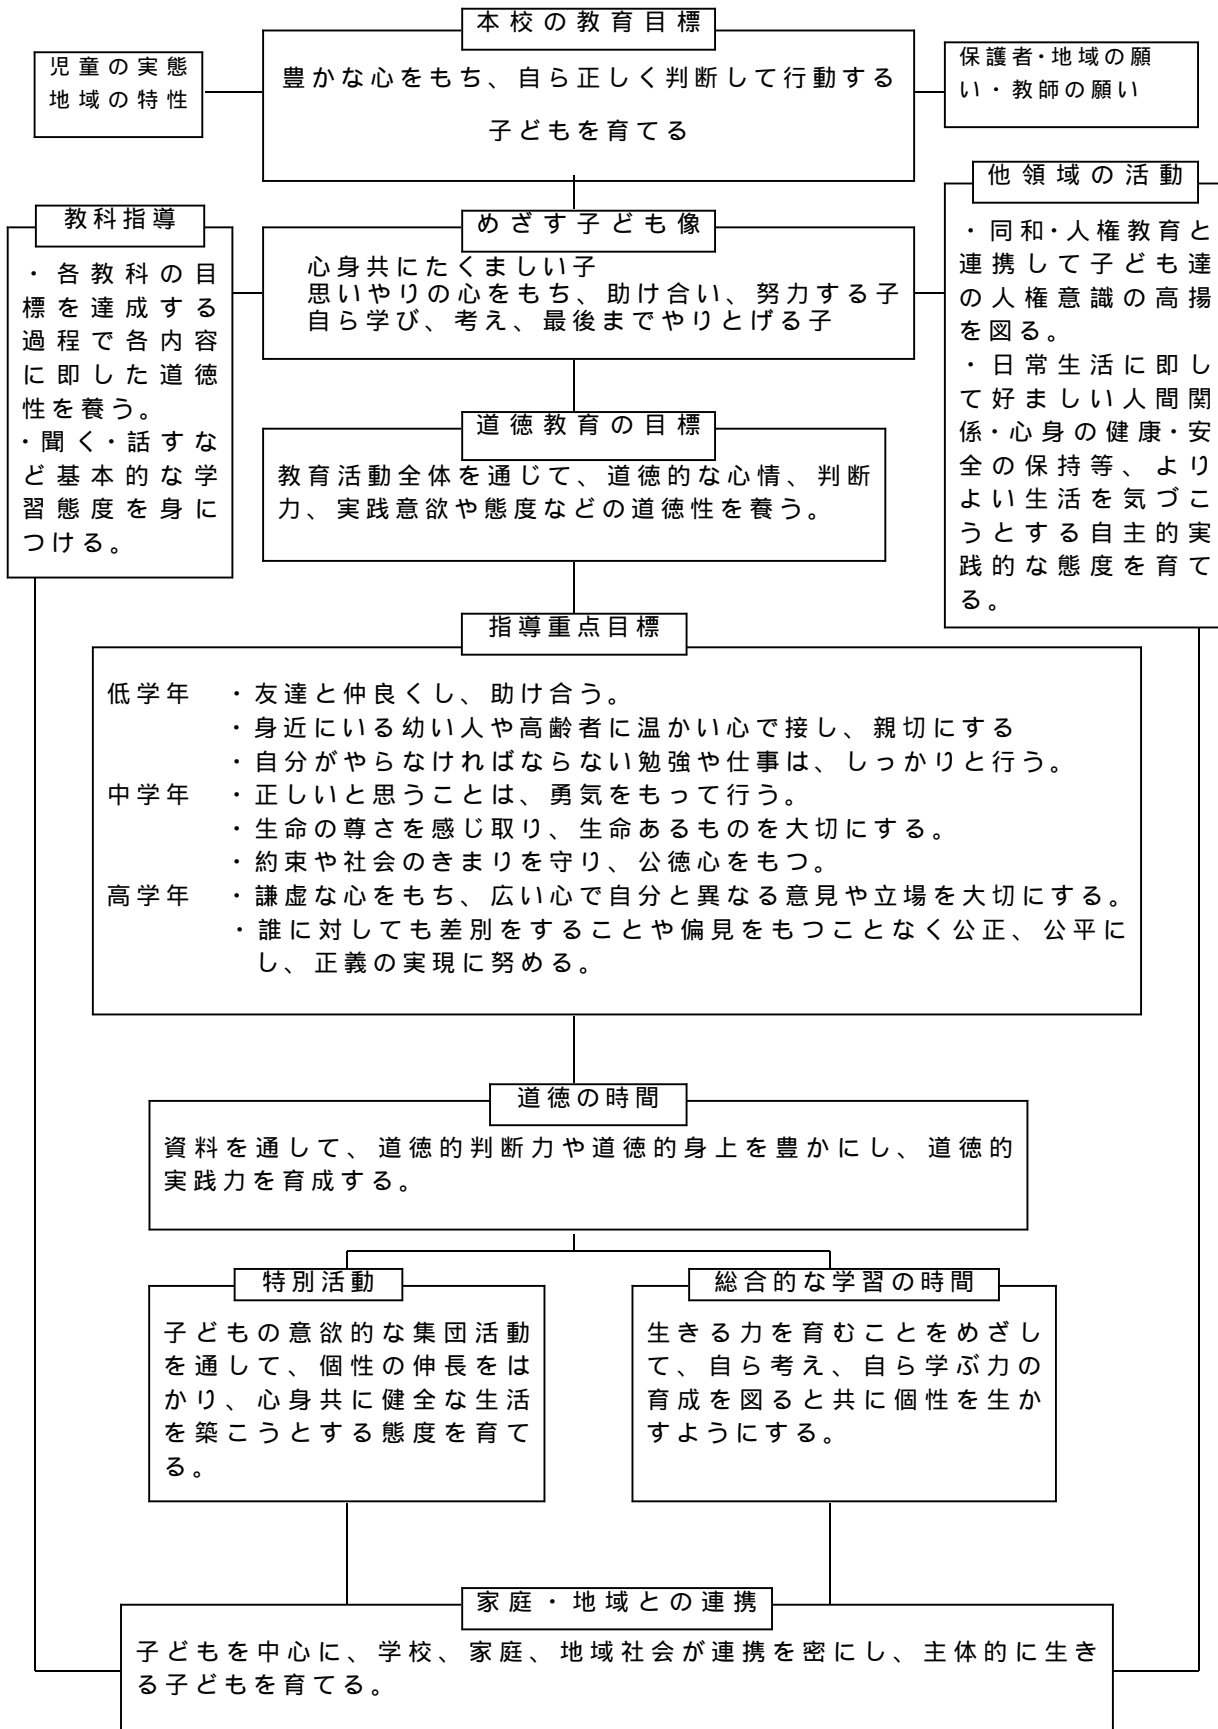 本校の教育目標
豊かな心をもち、自ら正しく判断して行動する
子どもを育てる
児童の実態
地域の特性
保護者・地域の願
い・教師の願い
教科指導
・各教科の目
標を達成する
過程で各内容
に即した道徳
性を養う。
・聞く・話すな
ど基本的な学
習態度を身に
つける。
めざす子ども像
心身共にたくましい子
思いやりの心をもち、助け合い、努力する子
自ら学び、考え、最後までやりとげる子
他領域の活動
・同和・人権教育と
連携して子ども達
の人権意識の高揚
を図る。
・日常生活に即し
て好ましい人間関
係・心身の健康・安
全の保持等、より
よい生活を気づこ
うとする自主的実
践的な態度を育て
る。
道徳教育の目標
教育活動全体を通じて、道徳的な心情、判断
力、実践意欲や態度などの道徳性を養う。
指導重点目標
低学年 ・友達と仲良くし、助け合う。
・身近にいる幼い人や高齢者に温かい心で接し、親切にする
・自分がやらなければならない勉強や仕事は、しっかりと行う。
中学年 ・正しいと思うことは、勇気をもって行う。
・生命の尊さを感じ取り、生命あるものを大切にする。
・約束や社会のきまりを守り、公徳心をもつ。
高学年 ・謙虚な心をもち、広い心で自分と異なる意見や立場を大切にする。
・誰に対しても差別をすることや偏見をもつことなく公正、公平に
し、正義の実現に努める。
道徳の時間
資料を通して、道徳的判断力や道徳的身上を豊かにし、道徳的
実践力を育成する。
特別活動
子どもの意欲的な集団活動
を通して、個性の伸長をは
かり、心身共に健全な生活
を築こうとする態度を育て
る。
総合的な学習の時間
生きる力を育むことをめざし
て、自ら考え、自ら学ぶ力の
育成を図ると共に個性を生か
すようにする。
家庭・地域との連携
子どもを中心に、学校、家庭、地域社会が連携を密にし、主体的に生き
る子どもを育てる。